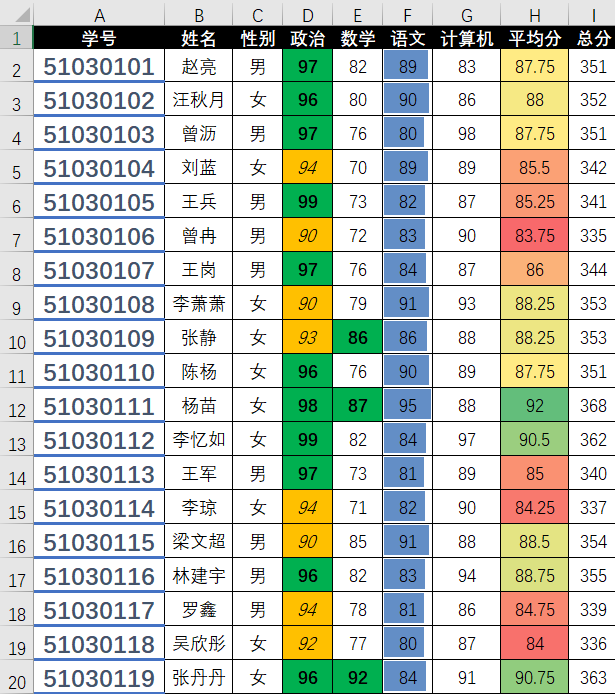 A B C D E F G H I
1 学号 姓名 性别 政治 数学 语文 计算机 平均分 总分
2 51030101 赵亮 男 97 82 89 83 87.75 351
3 51030102 汪秋月 女 96 80 90 86 88 352
4 51030103 曾沥 男 97 76 80 98 87.75 351
5 51030104 刘蓝 女 94 70 89 89 85.5 342
6 51030105 王兵 男 99 73 82 87 85.25 341
7 51030106 曾冉 男 90 72 83 90 83.75 335
8 51030107 王岗 男 97 76 84 87 86 344
9 51030108 李萧萧 女 90 79 91 93 88.25 353
10 51030109 张静 女 93 86 86 88 88.25 353
11 51030110 陈杨 女 96 76 90 89 87.75 351
12 51030111 杨苗 女 98 87 95 88 92 368
13 51030112 李忆如 女 99 82 84 97 90.5 362
14 51030113 王军 男 97 73 81 89 85 340
15 51030114 李琼 女 94 71 82 90 84.25 337
16 51030115 梁文超 男 90 85 91 88 88.5 354
17 51030116 林建宇 男 96 82 83 94 88.75 355
18 51030117 罗鑫 男 94 78 81 86 84.75 339
19 51030118 吴欣彤 女 92 77 80 87 84 336
20 51030119 张丹丹 女 96 92 84 91 90.75 363